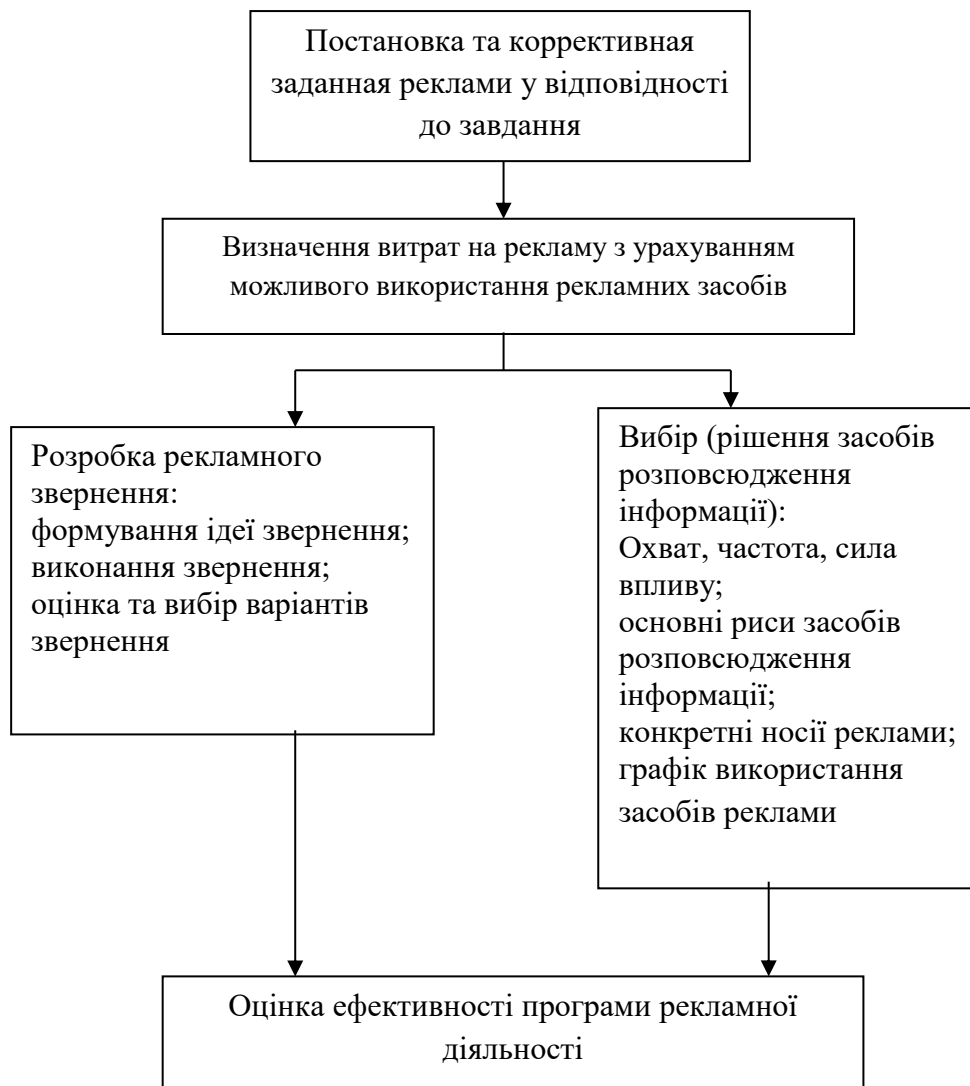 Постановка та коррективная
заданная реклами у відповідності
до завдання
Визначення витрат на рекламу з урахуванням
можливого використання рекламних засобів
Розробка рекламного
звернення:
формування ідеї звернення;
виконання звернення;
оцінка та вибір варіантів
звернення
Вибір (рішення засобів
розповсюдження
інформації):
Охват, частота, сила
впливу;
основні риси засобів
розповсюдження
інформації;
конкретні носії реклами;
графік використання
засобів реклами
Оцінка ефективності програми рекламної
діяльності